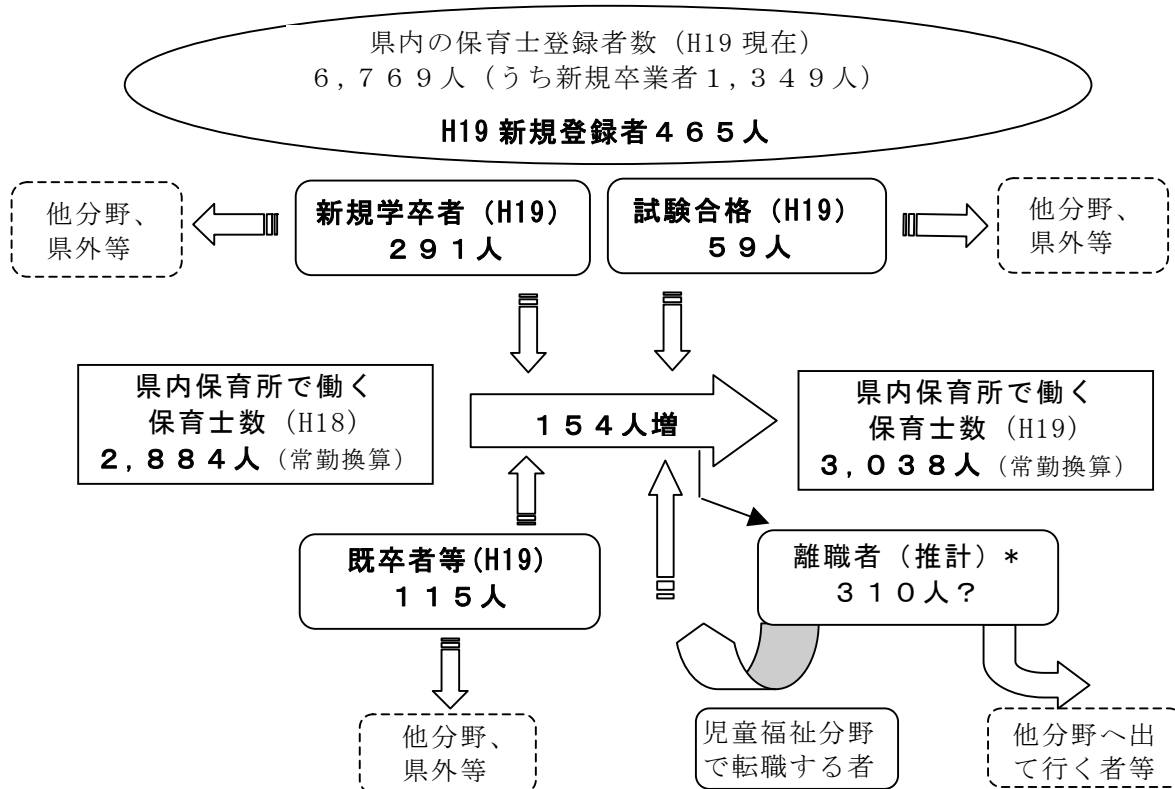 県内の保育士登録者数（H19 現在）
６,７６９人（うち新規卒業者１,３４９人）
H19 新規登録者４６５人
他分野、
県外等
新規学卒者（H19）
２９１人
試験合格（H19）
５９人
他分野、
県外等
県内保育所で働く
保育士数（H18）
２,８８４人（常勤換算）
１５４人増
県内保育所で働く
保育士数（H19）
３,０３８人（常勤換算）
既卒者等(H19)
１１５人
離職者（推計）＊
３１０人？
他分野、
県外等
児童福祉分野
で転職する者
他分野へ出
て行く者等